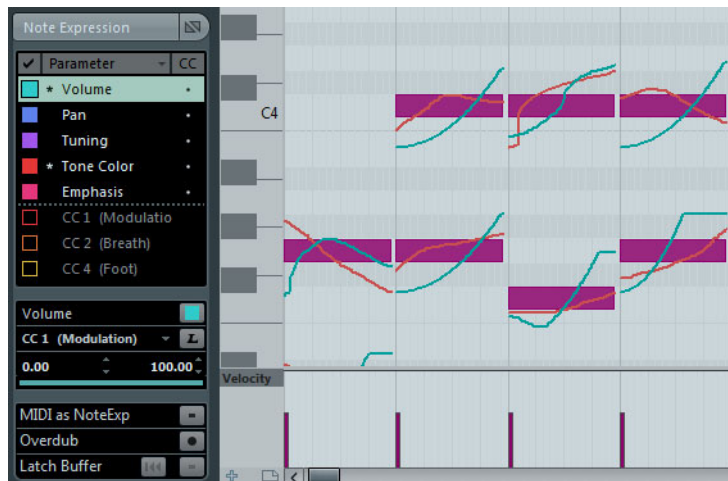 Note Expression
Parameter CC
* Volume
Pan
Tuning
* Tone Color
Emphasis
CC 1 (Modulatio
CC 2 (Breath)
CC 4 (Foot)
Volume
CC 1 (Modulation) L
0.00 100.00
MIDI as NoteExp
Overdub
Latch Buffer
C4
Velocity